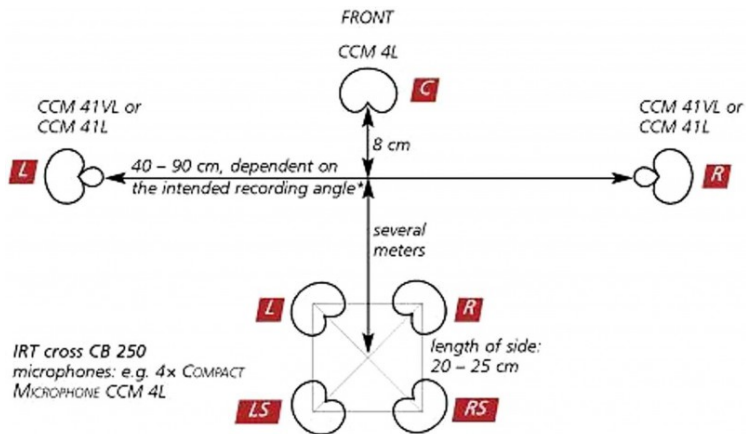 FRONT
CCM 4L
C
CCM 41VL or
CCM 41L
CCM 41VL or
CCM 41L
8 cm
L
40 – 90 cm, dependent on
the intended recording angle*
R
several
meters
L
R
IRT cross CB 250
microphones: e.g. 4× COMPACT
MICROPHONE CCM 4L
length of side:
20 – 25 cm
LS
RS